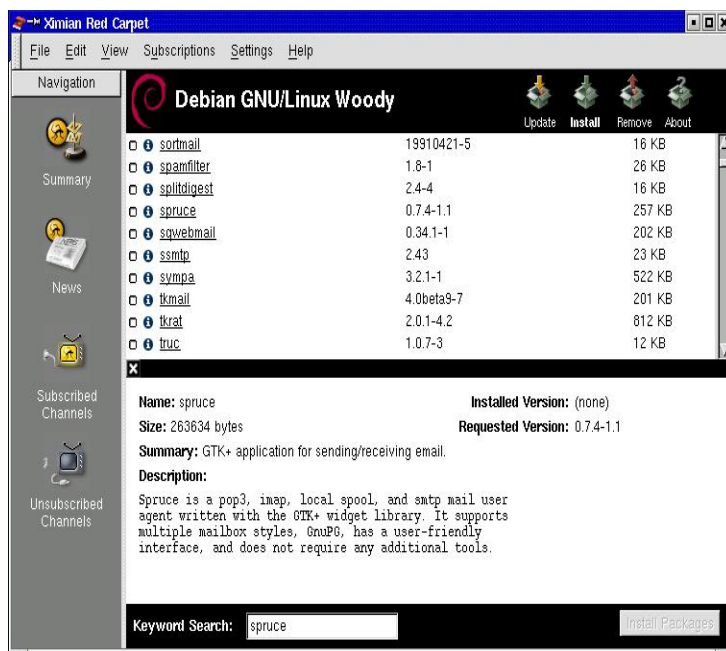 Ximian Red Carpet
File Edit View Subscriptions Settings Help
Navigation
Summary
News
Subscribed
Channels
Unsubscribed
Channels
Debian GNU/Linux Woody
Update Install Remove About
sortmail 19910421-5 16 KB
spamfilter 1.8-1 26 KB
splitdigest 2.4-4 16 KB
spruce 0.7.4-1.1 257 KB
sqwebmail 0.34.1-1 202 KB
ssmtp 2.43 23 KB
sympa 3.2.1-1 522 KB
tkmail 4.0beta9-7 201 KB
tkrat 2.0.1-4.2 812 KB
truc 1.0.7-3 12 KB
Name: spruce Installed Version: (none)
Size: 263634 bytes Requested Version: 0.7.4-1.1
Summary: GTK+ application for sending/receiving email.
Description:
Spruce is a pop3, imap, local spool, and smtp mail user
agent written with the GTK+ widget library. It supports
multiple mailbox styles, GnuPG, has a user-friendly
interface, and does not require any additional tools.
Keyword Search: spruce Install Packages